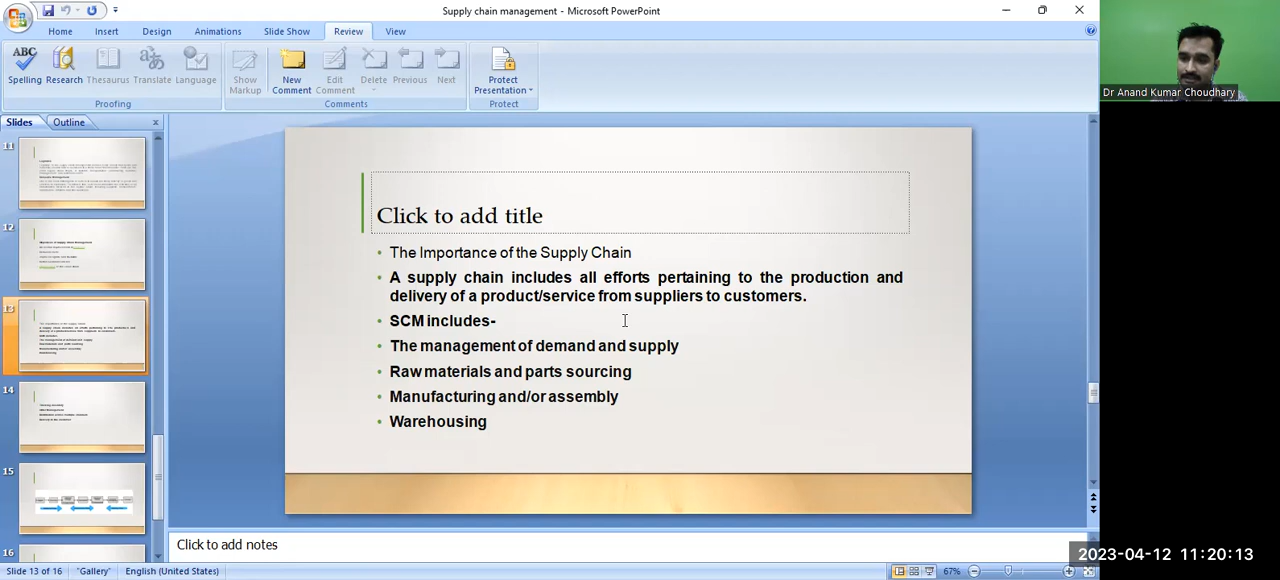 Supply chain management - Microsoft PowerPoint
Home Insert Design Animations Slide Show Review View
ABC
Spelling Research Thesaurus Translate Language
Proofing
Show Markup
New Comment
Edit Comment
Delete
Previous
Next
Comments
Protect Presentation
Protect
Dr Anand Kumar Choudhary
Slides Outline
11
12
13
14
15
16
Click to add title
• The Importance of the Supply Chain
• A supply chain includes all efforts pertaining to the production and
delivery of a product/service from suppliers to customers.
• SCM includes-
• The management of demand and supply
• Raw materials and parts sourcing
• Manufacturing and/or assembly
• Warehousing
Click to add notes
2023-04-12 11:20:13
Slide 13 of 16 "Gallery" English (United States) 67%